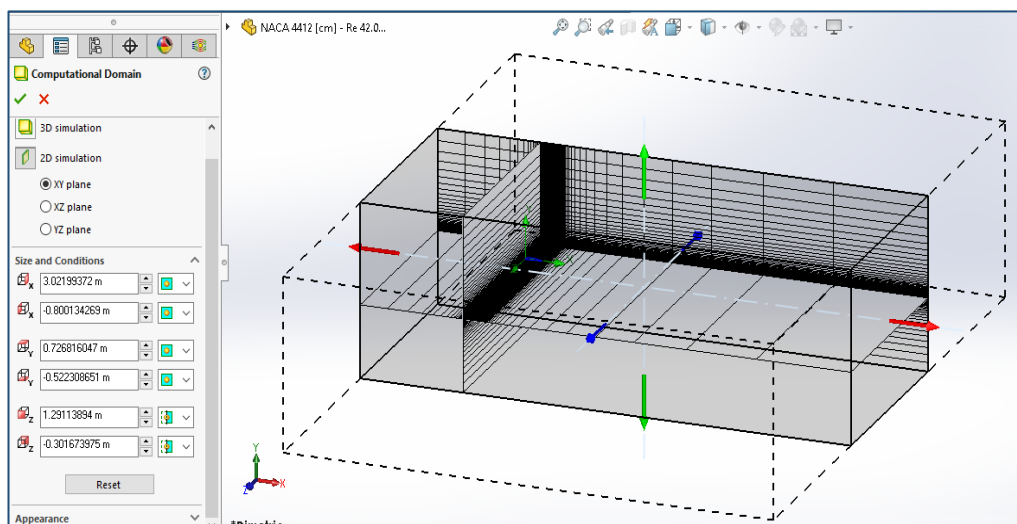 NACA 4412 [cm] - Re 42.0...
Computational Domain
3D simulation
2D simulation
XY plane
XZ plane
YZ plane
Size and Conditions
X 3.02199372 m
X -0.800134269 m
Y 0.726816047 m
Y -0.522308651 m
Z 1.29113894 m
Z -0.301673975 m
Reset
Appearance
Y
X
Z
*Dimetric